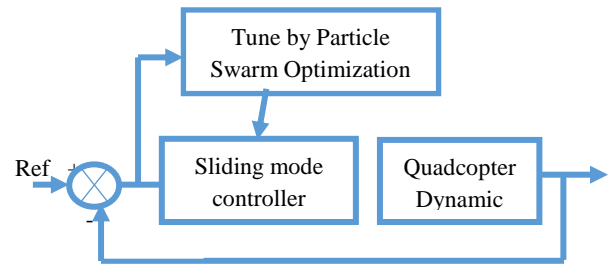 Tune by Particle
Swarm Optimization
Ref
+
-
Sliding mode
controller
Quadcopter
Dynamic